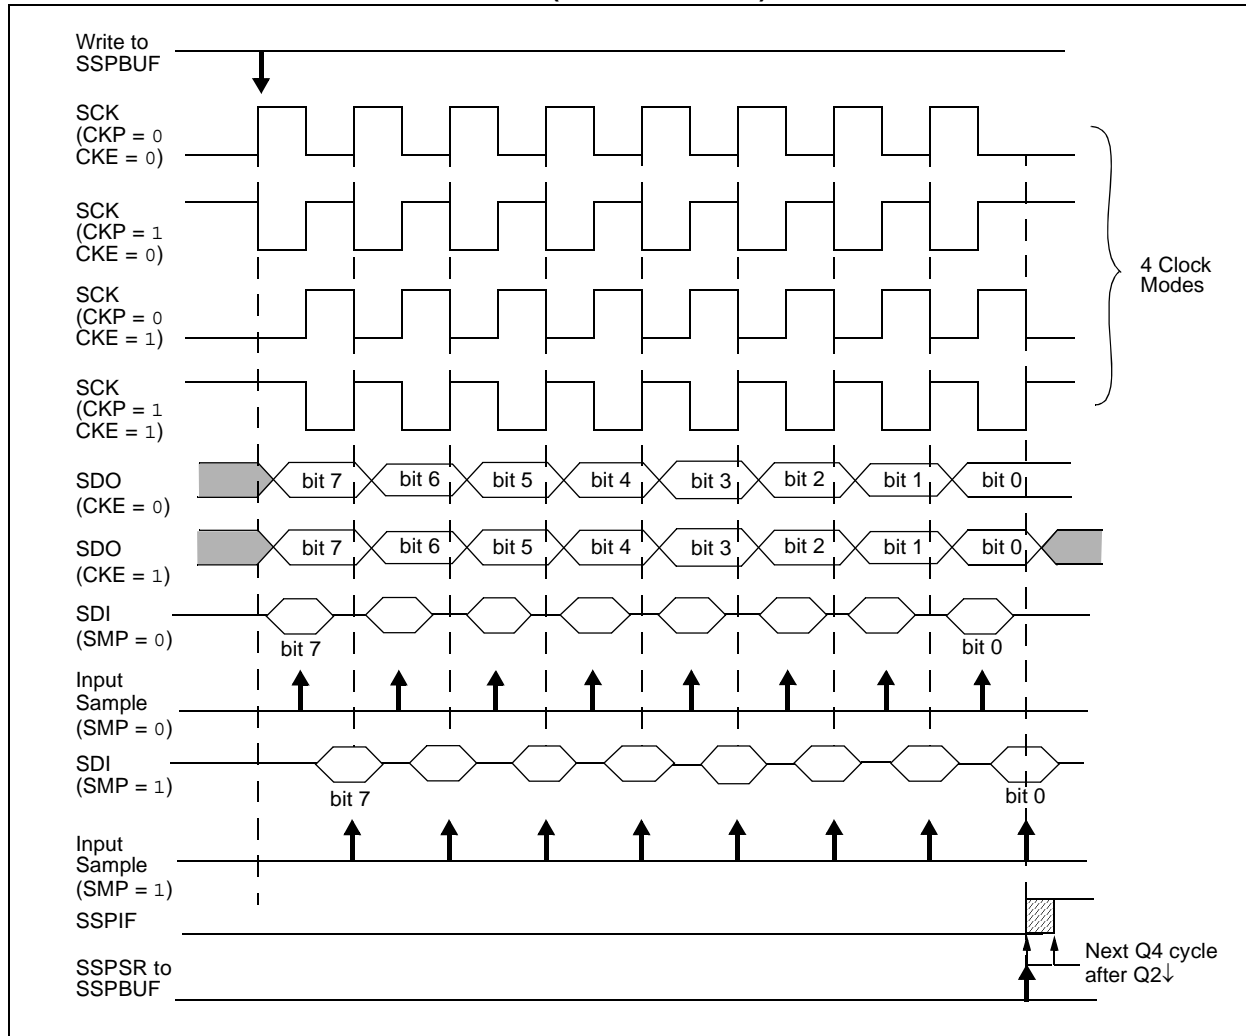 Write to
SSPBUF
SCK
(CKP = 0
CKE = 0)
SCK
(CKP = 1
CKE = 0)
SCK
(CKP = 0
CKE = 1)
SCK
(CKP = 1
CKE = 1)
4 Clock
Modes
SDO
(CKE = 0)
bit 7 bit 6 bit 5 bit 4 bit 3 bit 2 bit 1 bit 0
SDO
(CKE = 1)
bit 7 bit 6 bit 5 bit 4 bit 3 bit 2 bit 1 bit 0
SDI
(SMP = 0)
bit 7 bit 0
Input
Sample
(SMP = 0)
SDI
(SMP = 1)
bit 7 bit 0
Input
Sample
(SMP = 1)
SSPIF
Next Q4 cycle
after Q2↓
SSPSR to
SSPBUF